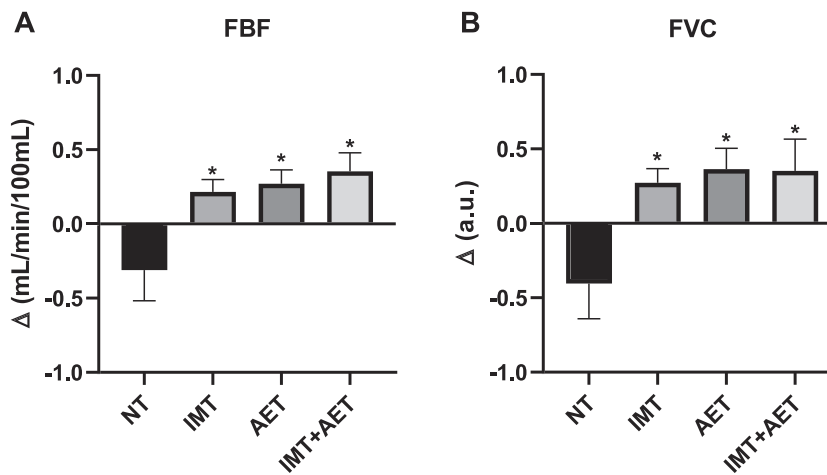 A
FBF
Δ (mL/min/100mL)
1.0
0.5
0.0
-0.5
-1.0
*
*
*
NT
IMT
AET
IMT+AET
B
FVC
Δ (a.u.)
1.0
0.5
0.0
-0.5
-1.0
*
*
*
NT
IMT
AET
IMT+AET